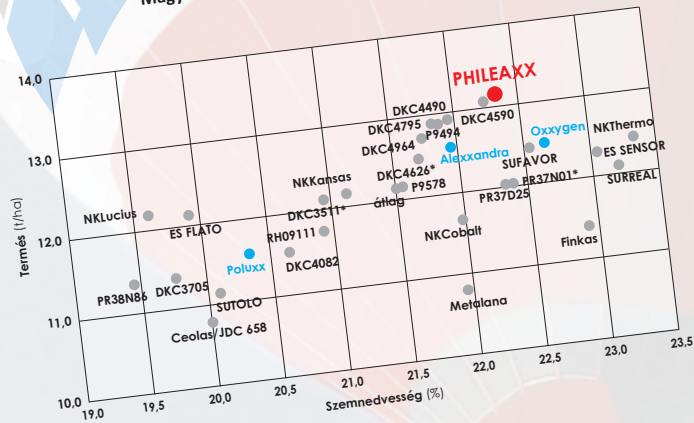 Magy
14,0
PHILEAXX
DKC4490
DKC4795
DKC4590
P9494
Oxxygen
NKThermo
DKC4964
Alexxandra
13,0
SUFAVOR
ES SENSOR
NKKansas
DKC4626*
P9578
PR37N01*
SURREAL
átlag
PR37D25
NKLucius
DKC3511*
ES FLATO
RH09111
NKCobalt
Finkas
12,0
Poluxx
DKC4082
PR38N86
DKC3705
SUTOLO
Metalana
Ceolas/JDC 658
11,0
10,0
Termés (t/ha)
19,0
19,5
20,0
20,5
21,0
21,5
22,0
22,5
23,0
23,5
Szemnedvesség (%)